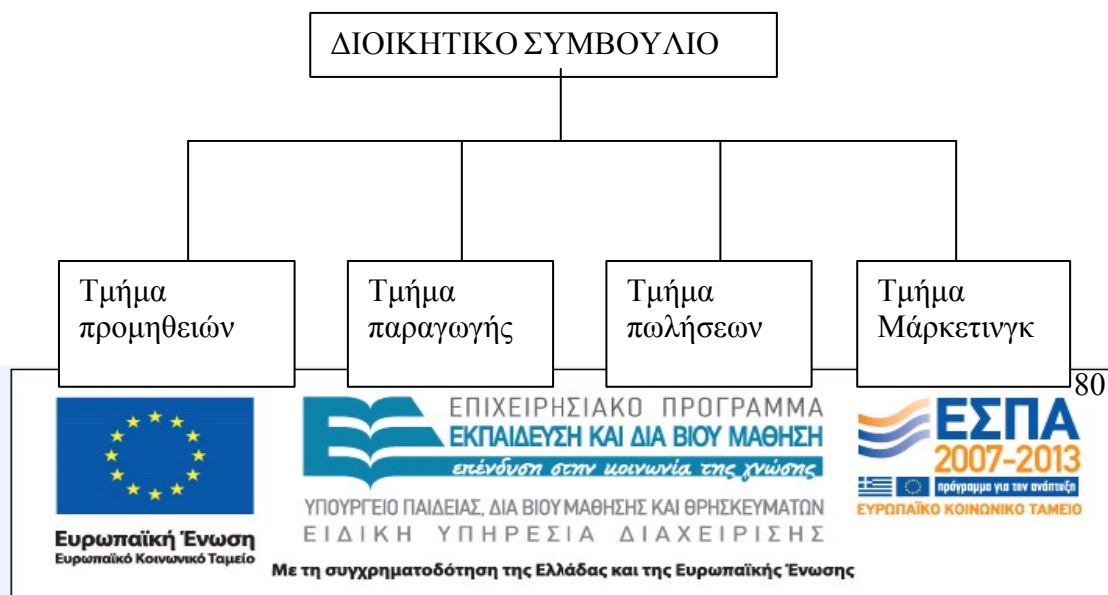 ΔΙΟΙΚΗΤΙΚΟ ΣΥΜΒΟΥΛΙΟ
Τμήμα
προμηθειών
Τμήμα
παραγωγής
Τμήμα
πωλήσεων
Τμήμα
Μάρκετινγκ
80
Ευρωπαϊκή Ένωση
Ευρωπαϊκό Κοινωνικό Ταμείο
ΕΠΙΧΕΙΡΗΣΙΑΚΟ ΠΡΟΓΡΑΜΜΑ
ΕΚΠΑΙΔΕΥΣΗ ΚΑΙ ΔΙΑ ΒΙΟΥ ΜΑΘΗΣΗ
επένδυση στην κοινωνία της γνώσης
ΥΠΟΥΡΓΕΙΟ ΠΑΙΔΕΙΑΣ, ΔΙΑ ΒΙΟΥ ΜΑΘΗΣΗΣ ΚΑΙ ΘΡΗΣΚΕΥΜΑΤΩΝ
ΕΙΔΙΚΗ ΥΠΗΡΕΣΙΑ ΔΙΑΧΕΙΡΙΣΗΣ
ΕΣΠΑ
2007-2013
πρόγραμμα για την ανάπτυξη
ΕΥΡΩΠΑΪΚΟ ΚΟΙΝΩΝΙΚΟ ΤΑΜΕΙΟ
Με τη συγχρηματοδότηση της Ελλάδας και της Ευρωπαϊκής Ένωσης